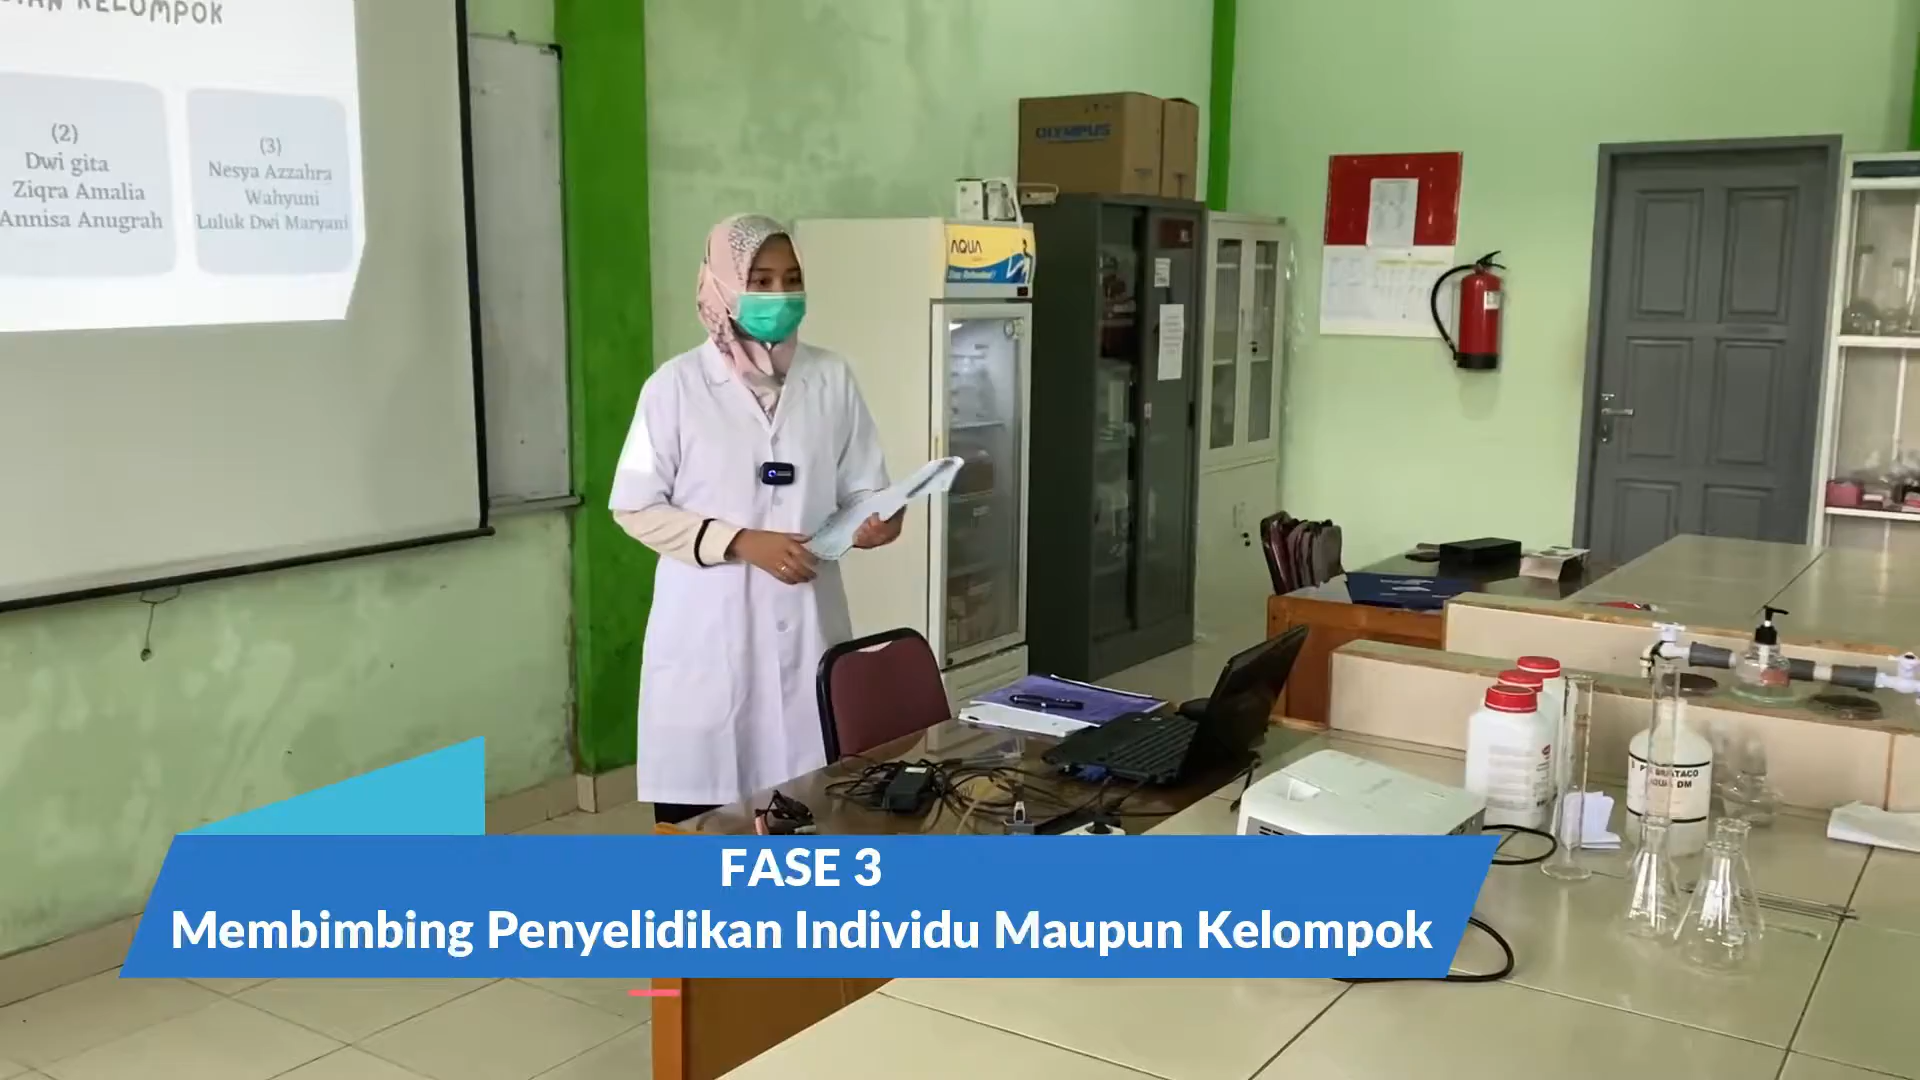 KELOMPOK
(2)
Dwi gita
Ziqra Amalia
Annisa Anugrah
(3)
Nesya Azzahra
Wahyuni
Luluk Dwi Maryani
OLYMPUS
AQUA
FASE 3
Membimbing Penyelidikan Individu Maupun Kelompok